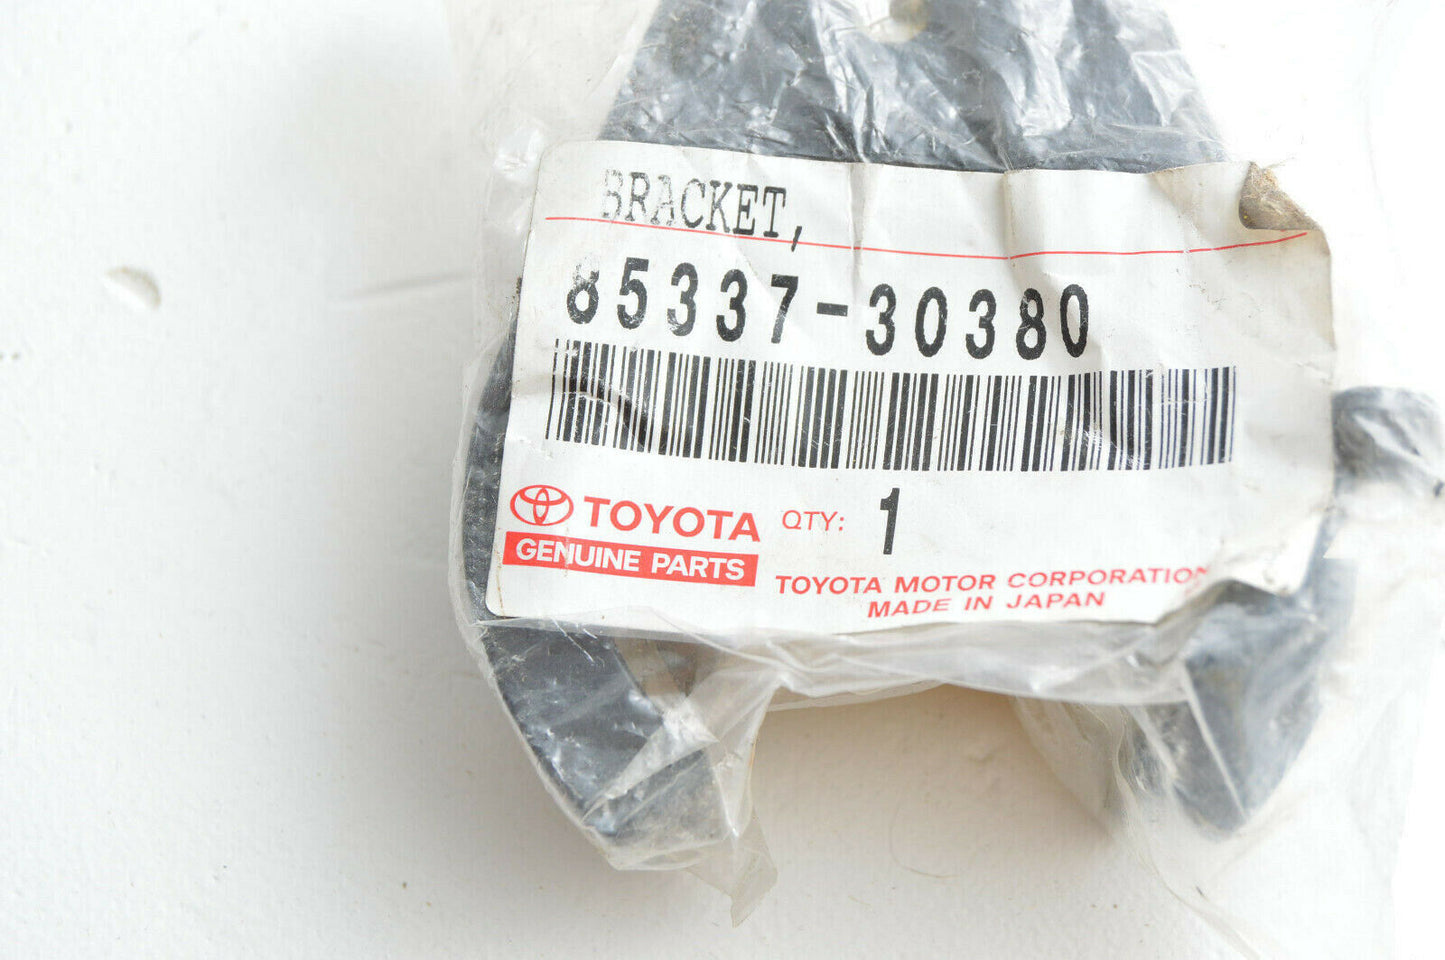 BRACKET,
85337-30380
TOYOTA QTY: 1
GENUINE PARTS
TOYOTA MOTOR CORPORATION
MADE IN JAPAN